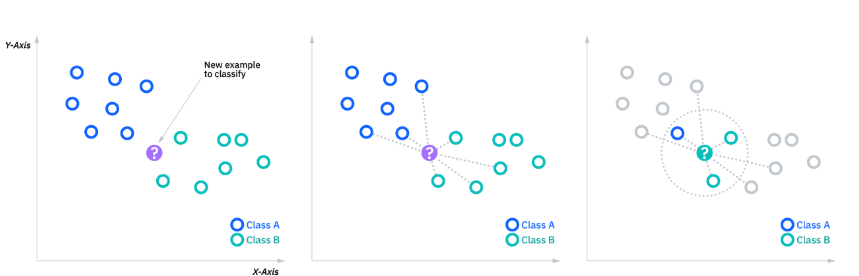 Y-Axis
New example
to classify
?
Class A
Class B
X-Axis
?
Class A
Class B
?
Class A
Class B